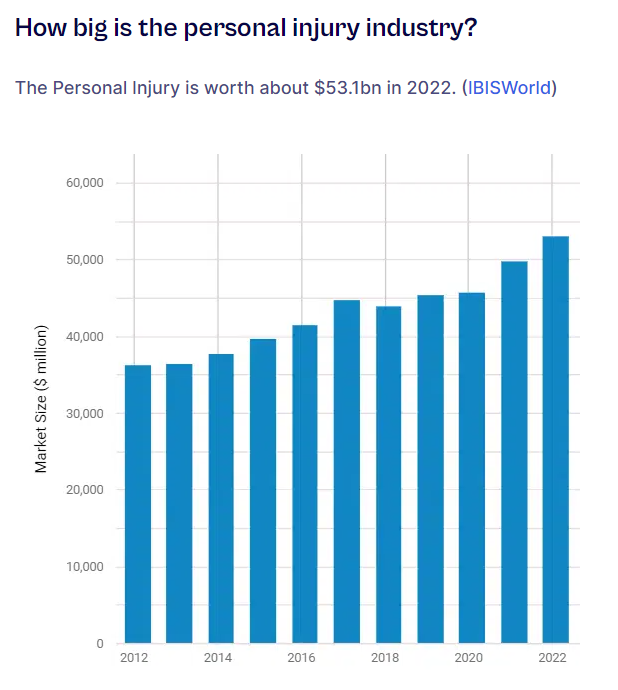 How big is the personal injury industry?
The Personal Injury is worth about $53.1bn in 2022. (IBISWorld)
60,000
50,000
40,000
30,000
20,000
10,000
0
Market Size ($ million)
2012 2014 2016 2018 2020 2022